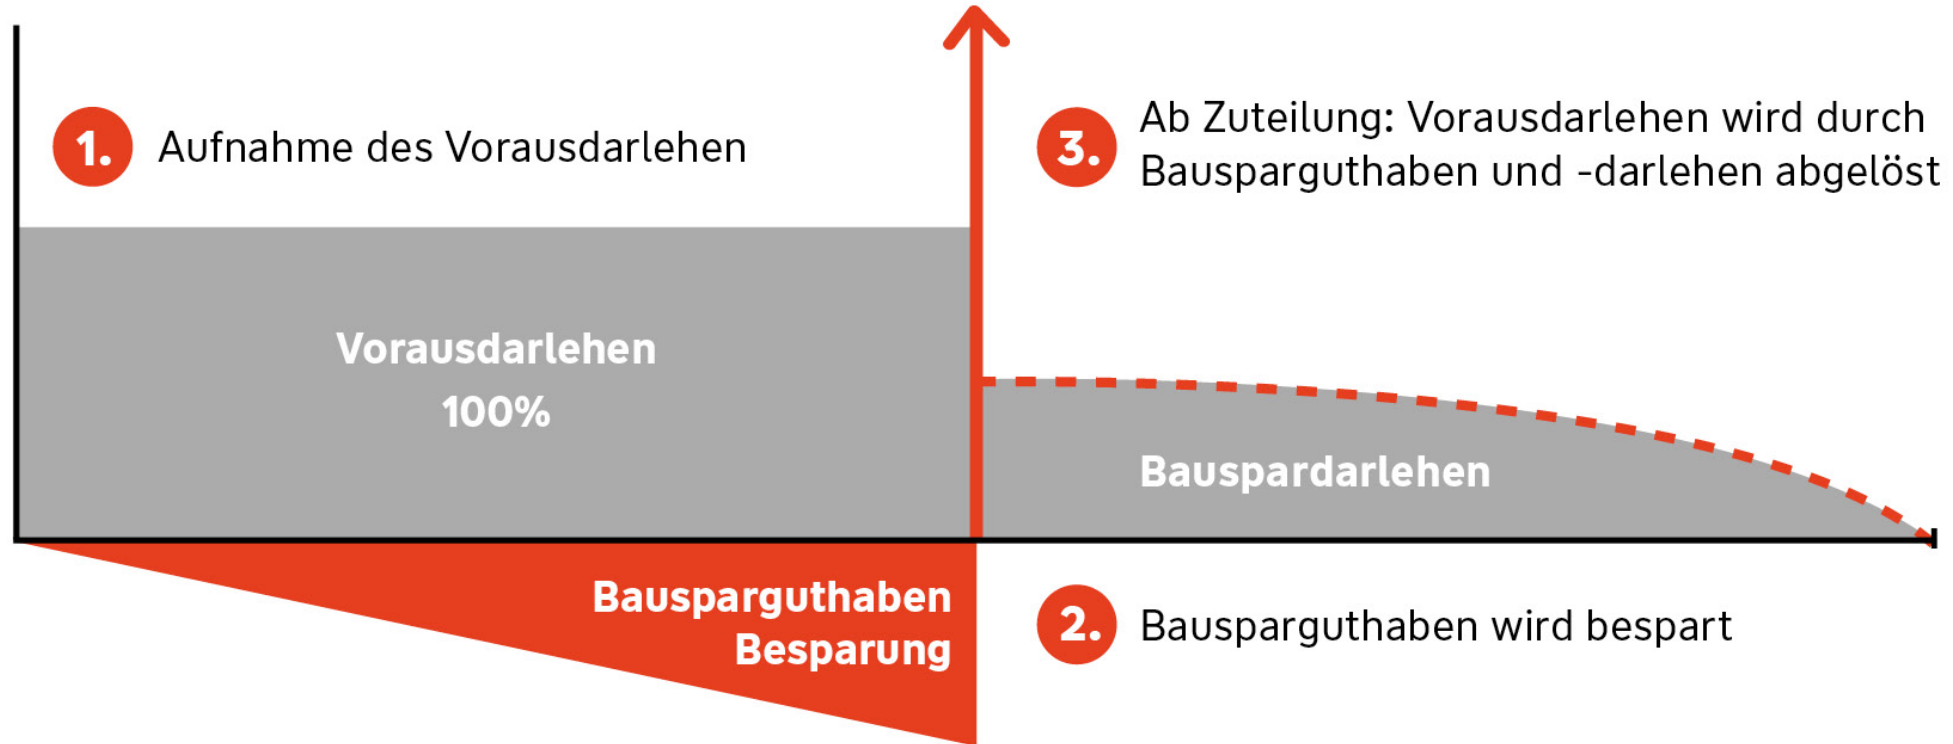 1. Aufnahme des Vorausdarlehen
3. Ab Zuteilung: Vorausdarlehen wird durch
Bausparguthaben und -darlehen abgelöst
Vorausdarlehen
100%
Bauspardarlehen
Bausparguthaben
Besparung
2. Bausparguthaben wird bespart